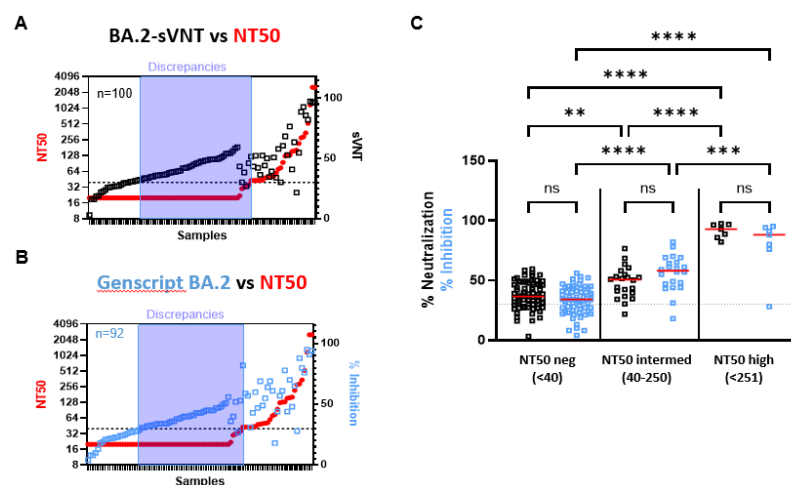 A
BA.2-sVNT vs NT50
Discrepancies
n=100
4096
2048
1024
512
256
128
64
32
16
8
NT50
100
50
0
sVNT
Samples
B
Genscript BA.2 vs NT50
Discrepancies
n=92
4096
2048
1024
512
256
128
64
32
16
8
NT50
100
50
0
% Inhibition
Samples
C
****
****
** ****
**** ***
ns ns ns
150
100
50
0
% Neutralization
% Inhibition
NT50 neg NT50 intermed NT50 high
(<40) (40-250) (<251)